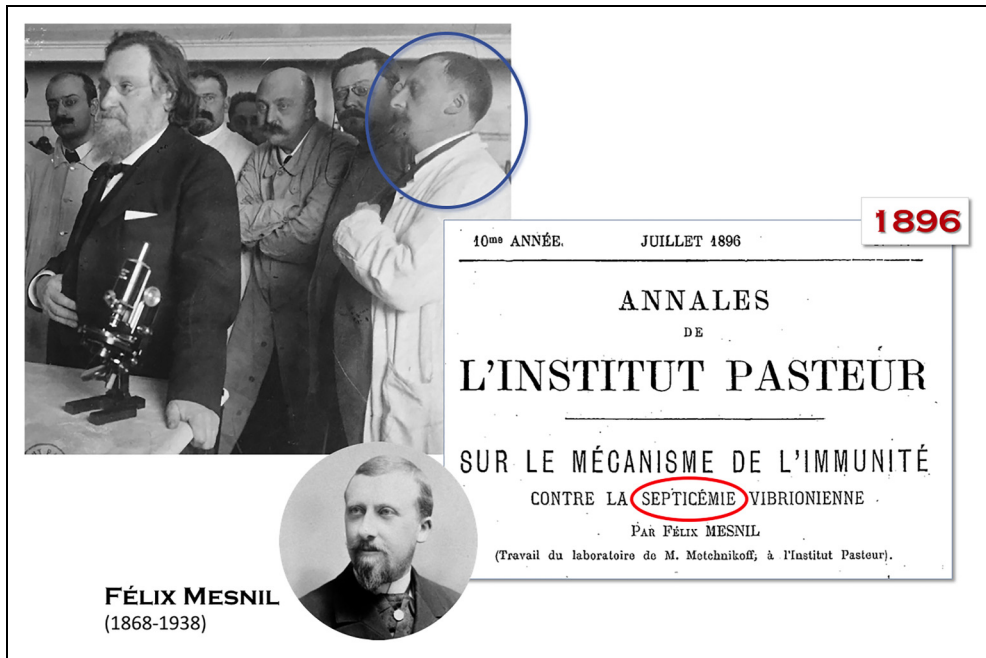 1896
10me ANNÉE. JUILLET 1896
ANNALES
DE
L'INSTITUT PASTEUR
SUR LE MÉCANISME DE L'IMMUNITÉ
CONTRE LA SEPTICÉMIE VIBRIONIENNE
PAR FÉLIX MESNIL
(Travail du laboratoire de M. Metchnikoff, à l'Institut Pasteur).
FÉLIX MESNIL
(1868-1938)